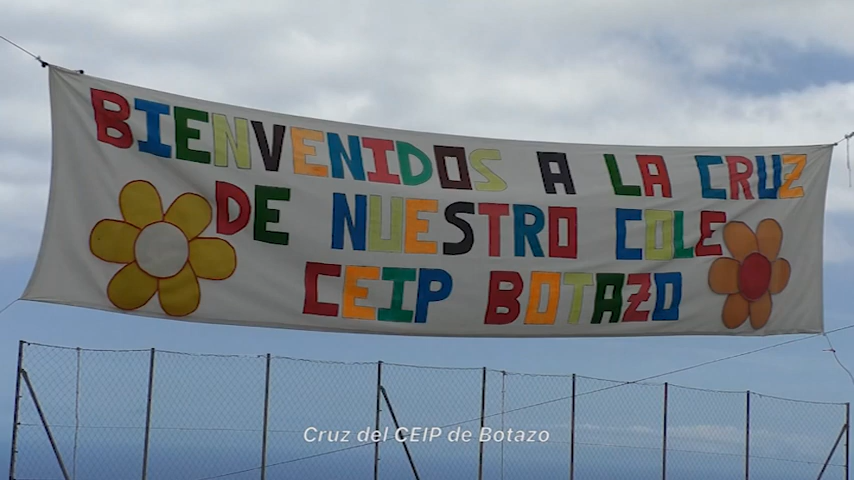 BIENVENIDOS A LA CRUZ
DE NUESTRO COLE
CEIP BOTAZO
Cruz del CEIP de Botazo